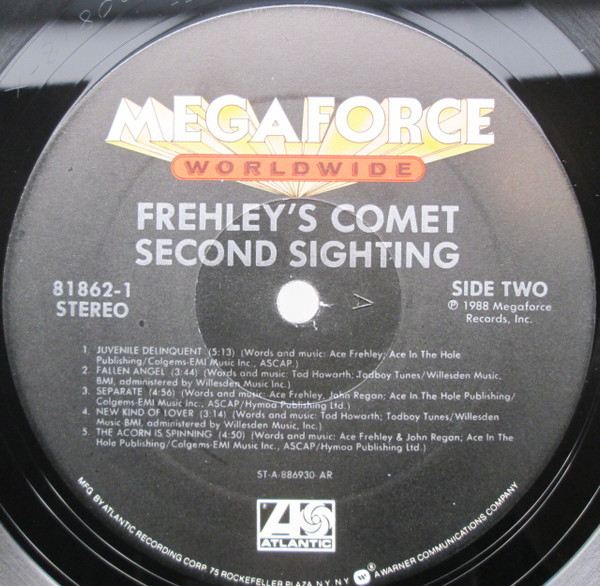 MEGAFORCE
WORLDWIDE
FREHLEY'S COMET
SECOND SIGHTING
81862-1
STEREO
SIDE TWO
℗ 1988 Megaforce
Records, Inc.
1. JUVENILE DELINQUENT (5:13) (Words and music: Ace Frehley; Ace In The Hole
Publishing/Colgems-EMI Music Inc., ASCAP.)
2. FALLEN ANGEL (3:44) (Words and music: Tod Howarth; Todboy Tunes/Willesden Music,
BMI, administered by Willesden Music Inc.)
3. SEPARATE (4:56) (Words and music: Ace Frehley, John Regan; Ace In The Hole Publishing/
Colgems-EMI Music Inc., ASCAP/Hymoa Publishing Ltd.)
4. NEW KIND OF LOVER (3:14) (Words and music: Tod Howarth; Todboy Tunes/Willesden
Music BMI, administered by Willesden Music, Inc.)
5. THE ACORN IS SPINNING (4:50) (Words and music: Ace Frehley & John Regan; Ace In The
Hole Publishing/Colgems-EMI Music Inc., ASCAP/Hymoa Publishing Ltd.)
ST-A-886930 AR
A
ATLANTIC
MFG. BY ATLANTIC RECORDING CORP. 75 ROCKEFELLER PLAZA, N.Y., N.Y. W® A WARNER COMMUNICATIONS COMPANY